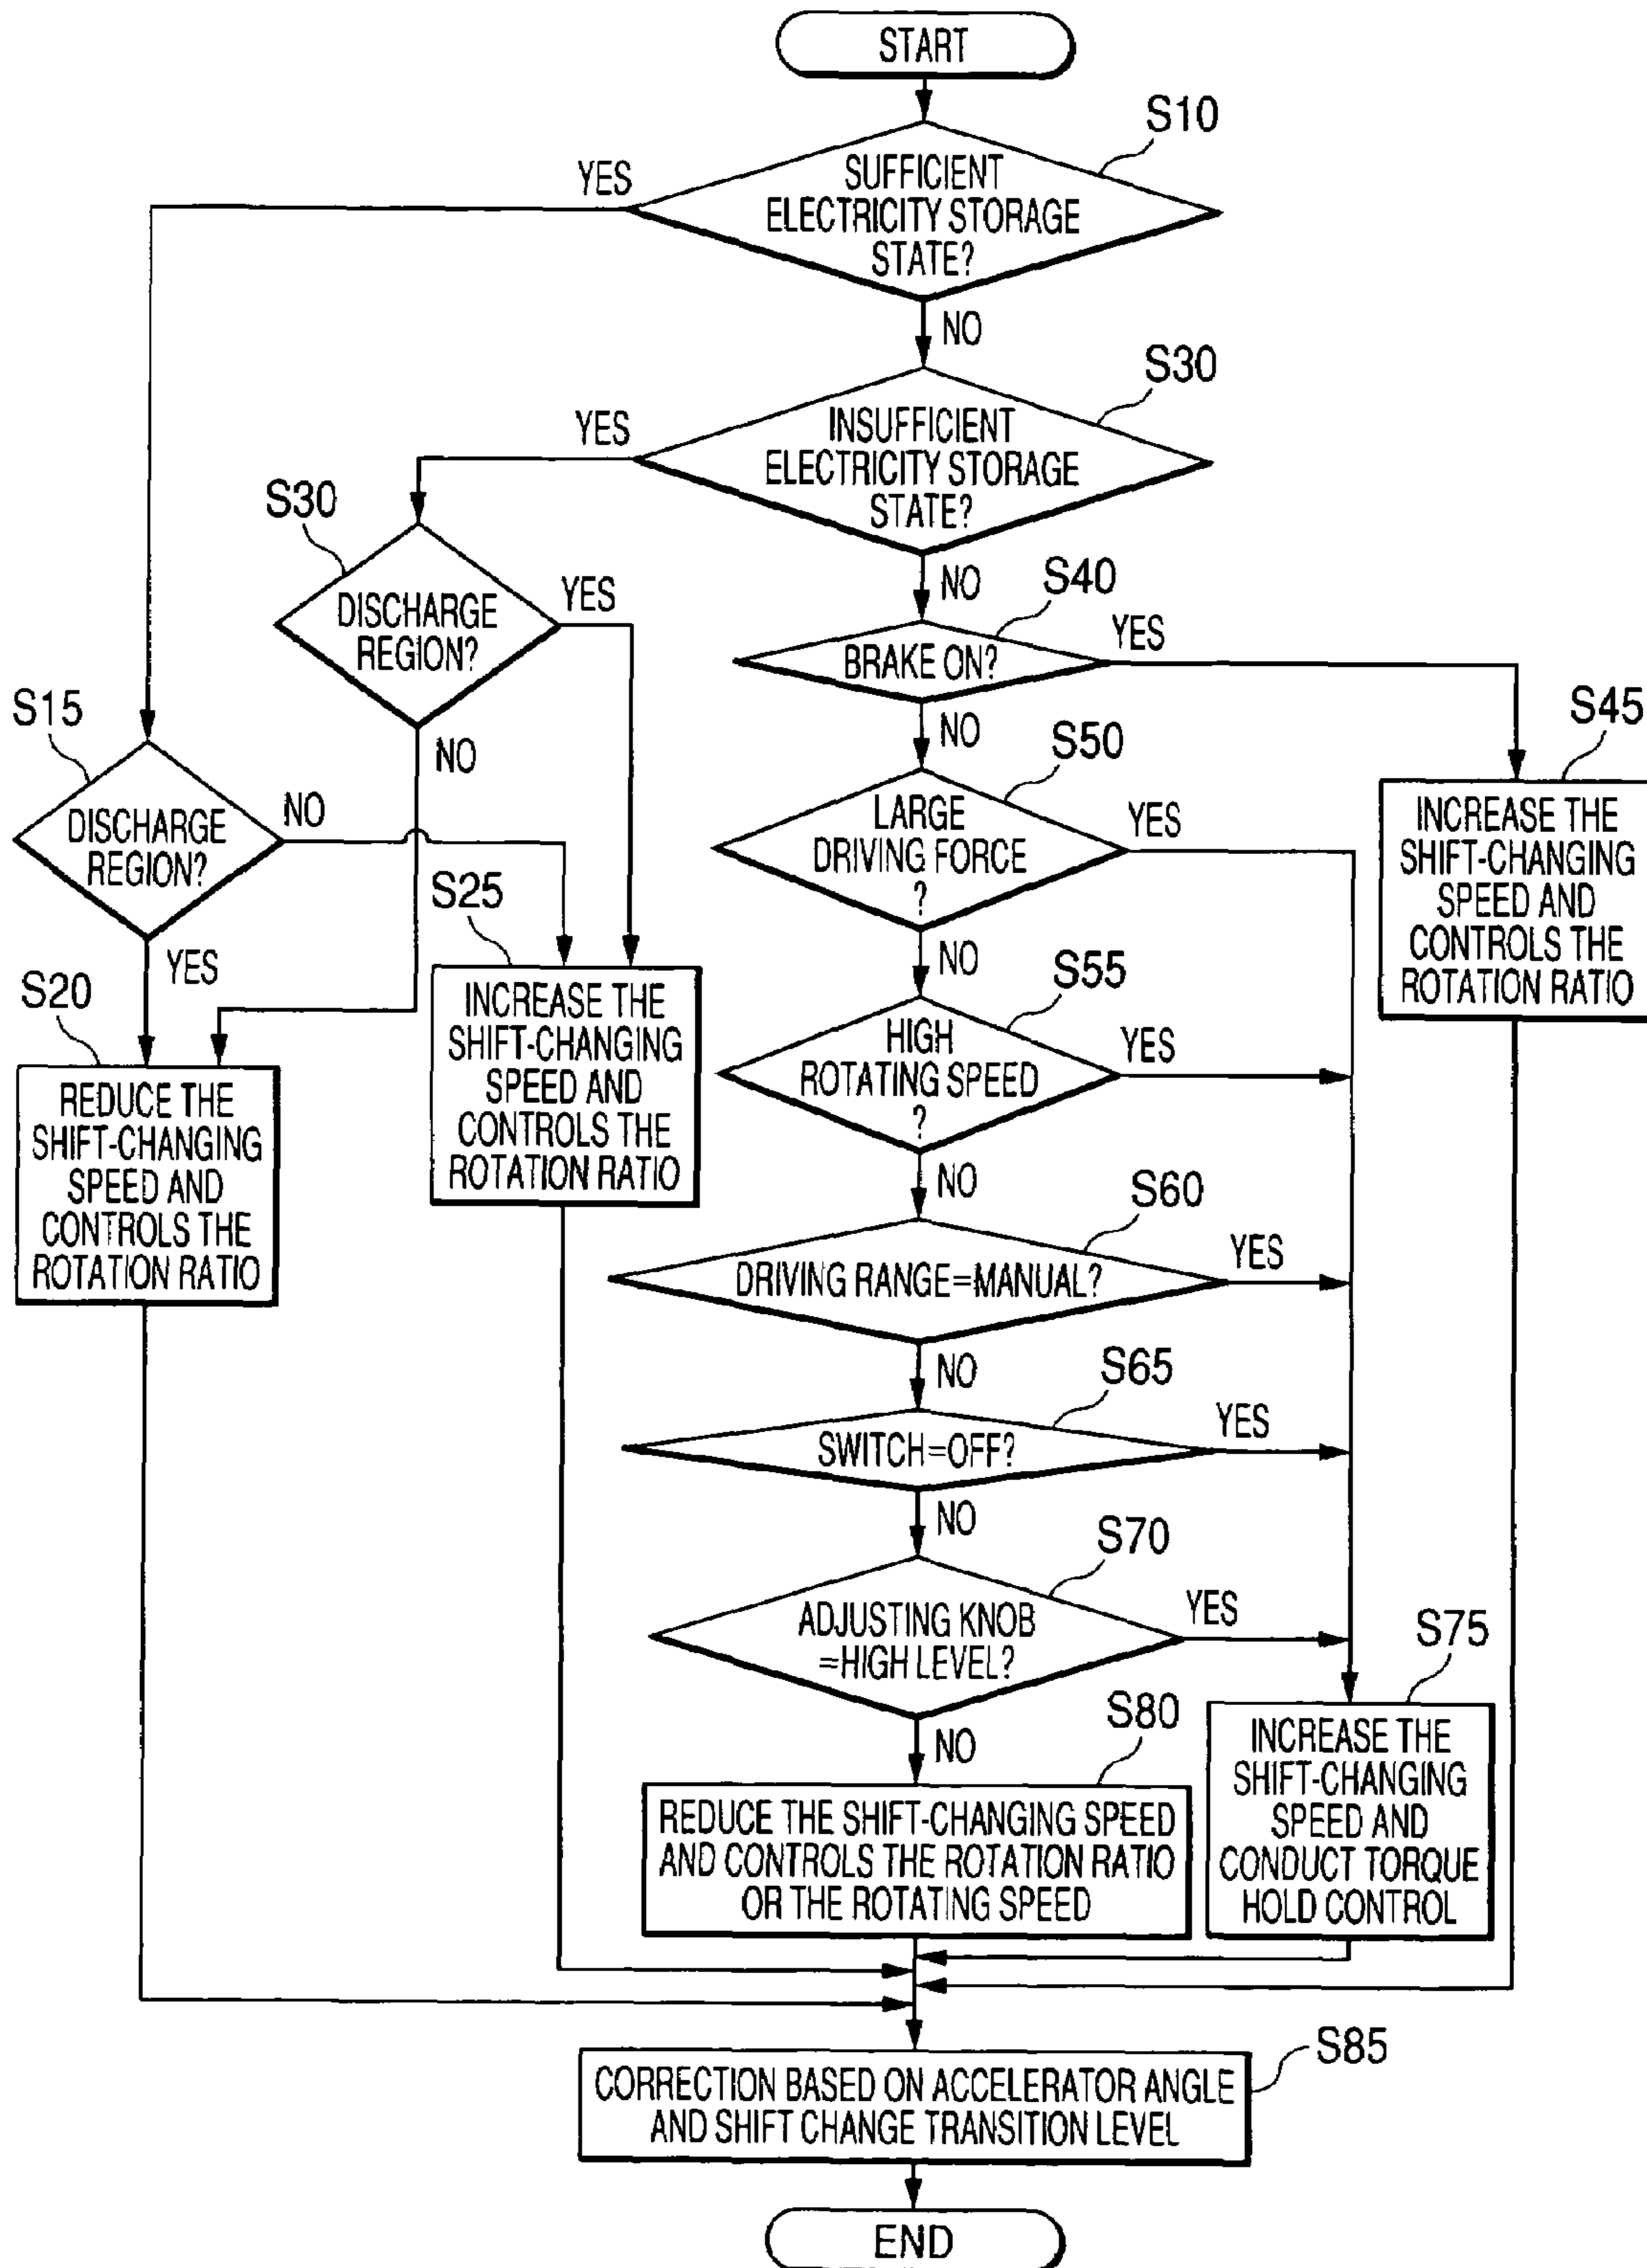 START
S10
YES
SUFFICIENT
ELECTRICITY STORAGE
STATE?
NO
S30
YES
INSUFFICIENT
ELECTRICITY STORAGE
STATE?
S30
DISCHARGE
REGION?
YES
NO
NO
S40
BRAKE ON?
YES
NO
S45
INCREASE THE
SHIFT-CHANGING
SPEED AND
CONTROLS THE
ROTATION RATIO
S15
DISCHARGE
REGION?
NO
YES
S50
LARGE
DRIVING FORCE
?
YES
NO
S20
REDUCE THE
SHIFT-CHANGING
SPEED AND
CONTROLS THE
ROTATION RATIO
S25
INCREASE THE
SHIFT-CHANGING
SPEED AND
CONTROLS THE
ROTATION RATIO
S55
HIGH
ROTATING SPEED
?
YES
NO
S60
DRIVING RANGE=MANUAL?
YES
NO
S65
SWITCH=OFF?
YES
NO
S70
ADJUSTING KNOB
=HIGH LEVEL?
YES
NO
S75
INCREASE THE
SHIFT-CHANGING
SPEED AND
CONDUCT TORQUE
HOLD CONTROL
S80
REDUCE THE SHIFT-CHANGING SPEED
AND CONTROLS THE ROTATION RATIO
OR THE ROTATING SPEED
S85
CORRECTION BASED ON ACCELERATOR ANGLE
AND SHIFT CHANGE TRANSITION LEVEL
END